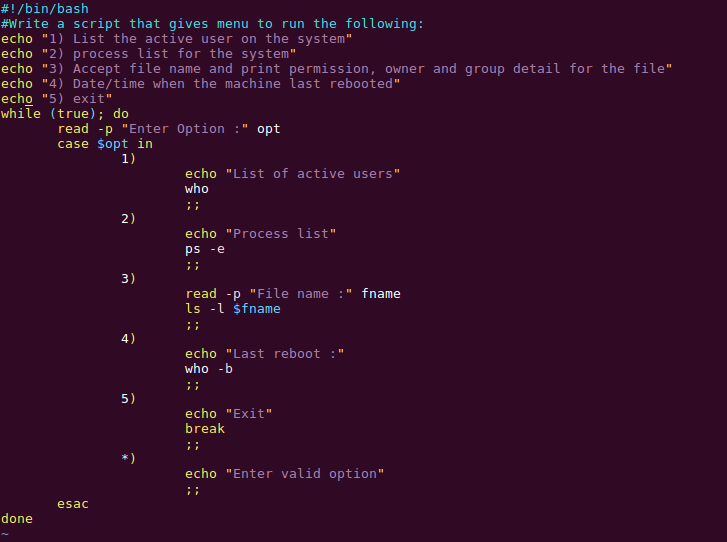 #!/bin/bash
#Write a script that gives menu to run the following:
echo "1) List the active user on the system"
echo "2) process list for the system"
echo "3) Accept file name and print permission, owner and group detail for the file"
echo "4) Date/time when the machine last rebooted"
echo "5) exit"
while (true); do
       read -p "Enter Option :" opt
       case $opt in
               1)
                       echo "List of active users"
                       who
                       ;;
               2)
                       echo "Process list"
                       ps -e
                       ;;
               3)
                       read -p "File name :" fname
                       ls -l $fname
                       ;;
               4)
                       echo "Last reboot :"
                       who -b
                       ;;
               5)
                       echo "Exit"
                       break
                       ;;
               *)
                       echo "Enter valid option"
                       ;;
       esac
done
~